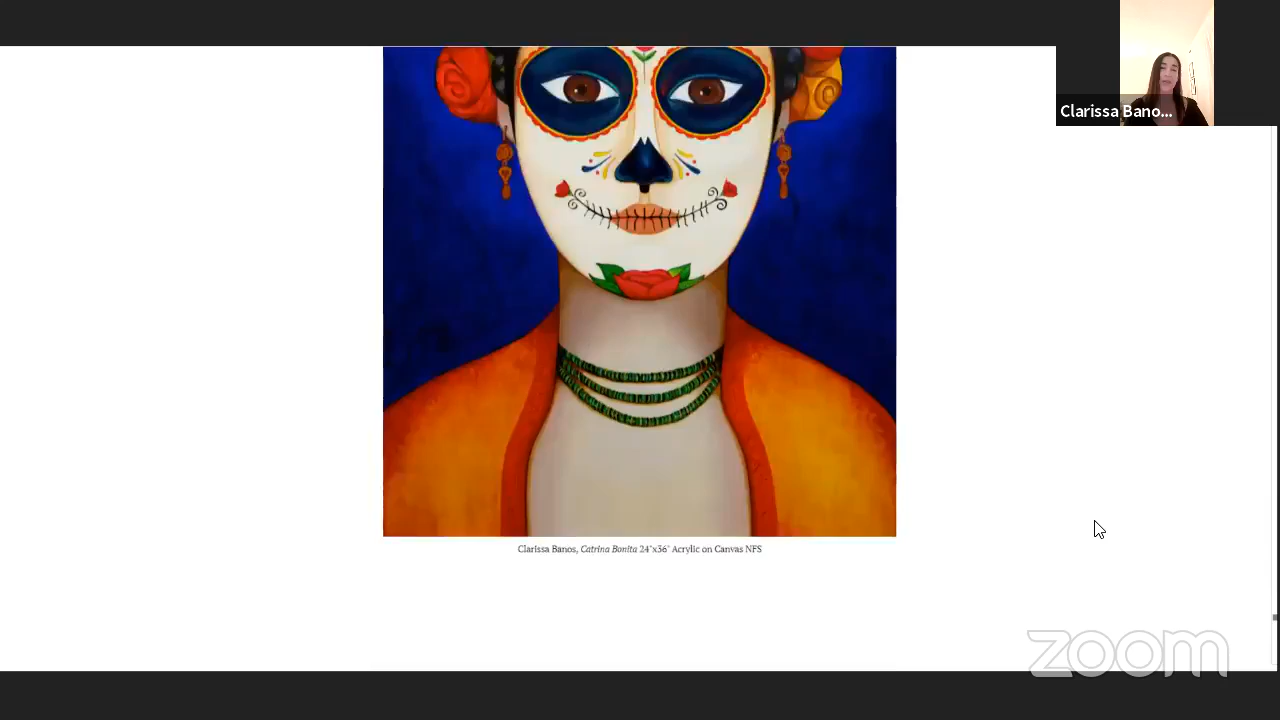 Clarissa Bano...
Clarissa Banos, Catrina Bonita 24"x36" Acrylic on Canvas NFS
zoom